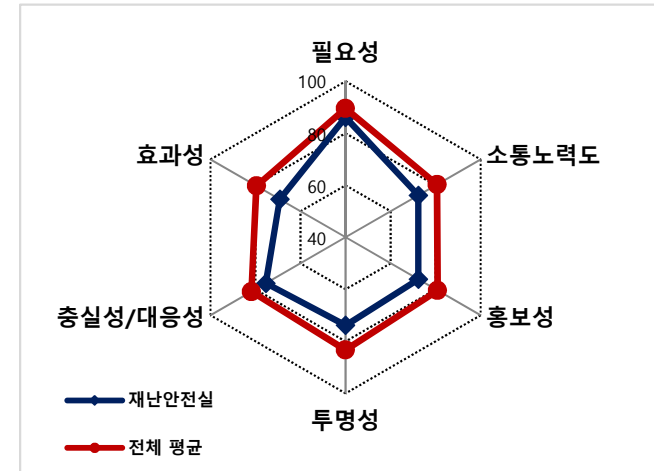 필요성
100
80
효과성
소통노력도
60
40
충실성/대응성
홍보성
투명성
재난안전실
전체 평균